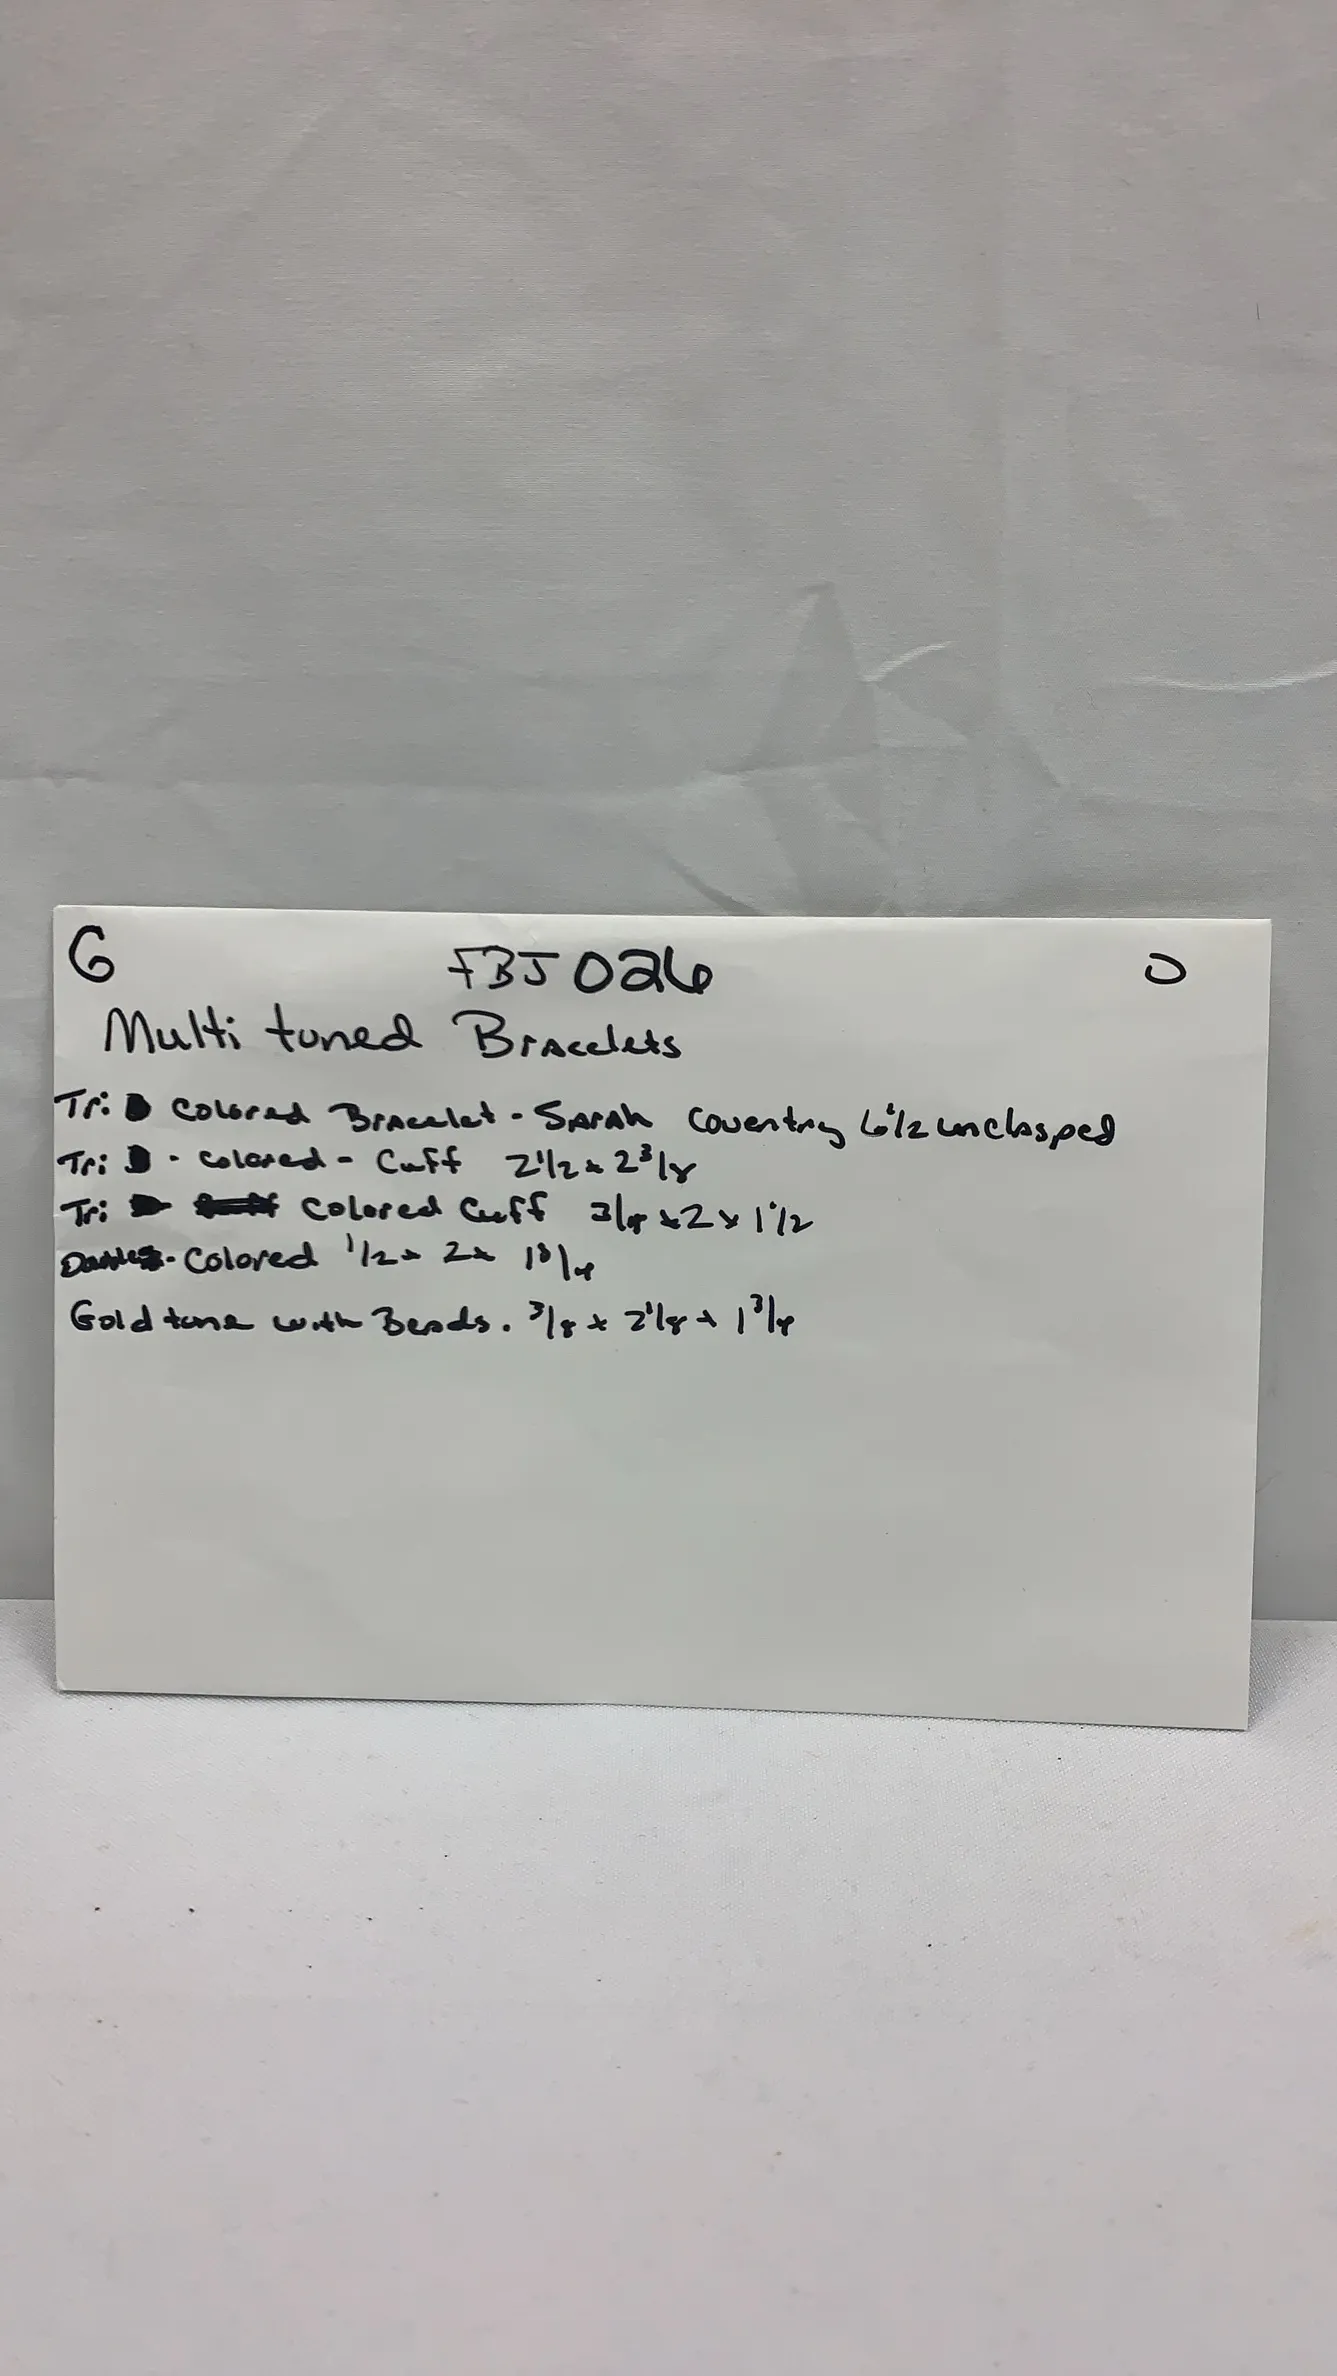 G FBJ026 O
Multi toned Bracelets
Tri colored Bracelet - Sarah Coventry 6 1/2 unclasped
Tri - colored - Cuff 2 1/2 x 2 3/8
Tri colored Cuff 3/4 x 2 x 1 1/2
- Colored 1/2 x 2 x 1 3/4
Gold tone with Beads. 3/8 x 2 1/8 x 1 3/4